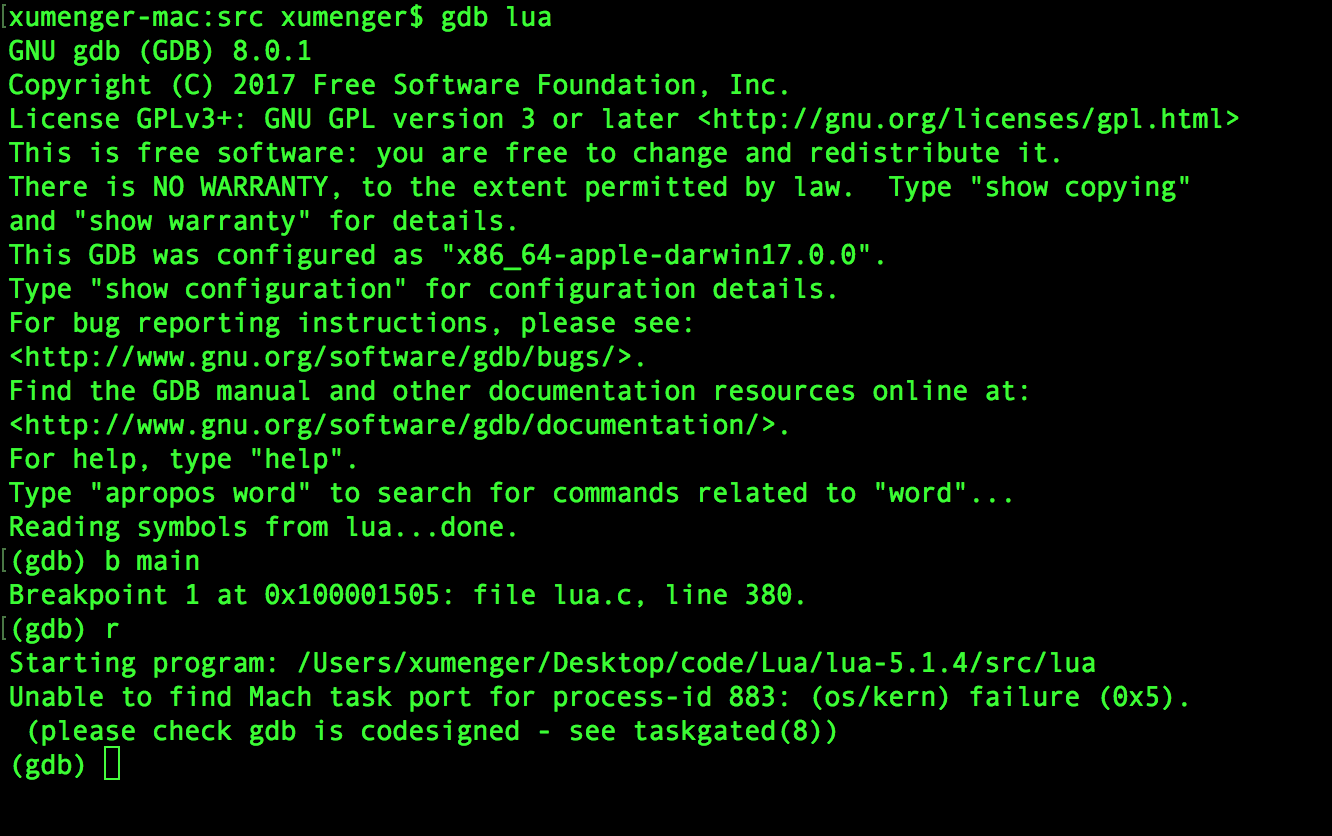 [xumenger-mac:src xumenger$ gdb lua
GNU gdb (GDB) 8.0.1
Copyright (C) 2017 Free Software Foundation, Inc.
License GPLv3+: GNU GPL version 3 or later <http://gnu.org/licenses/gpl.html>
This is free software: you are free to change and redistribute it.
There is NO WARRANTY, to the extent permitted by law.  Type "show copying"
and "show warranty" for details.
This GDB was configured as "x86_64-apple-darwin17.0.0".
Type "show configuration" for configuration details.
For bug reporting instructions, please see:
<http://www.gnu.org/software/gdb/bugs/>.
Find the GDB manual and other documentation resources online at:
<http://www.gnu.org/software/gdb/documentation/>.
For help, type "help".
Type "apropos word" to search for commands related to "word"...
Reading symbols from lua...done.
[(gdb) b main
Breakpoint 1 at 0x100001505: file lua.c, line 380.
[(gdb) r
Starting program: /Users/xumenger/Desktop/code/Lua/lua-5.1.4/src/lua
Unable to find Mach task port for process-id 883: (os/kern) failure (0x5).
 (please check gdb is codesigned - see taskgated(8))
(gdb)